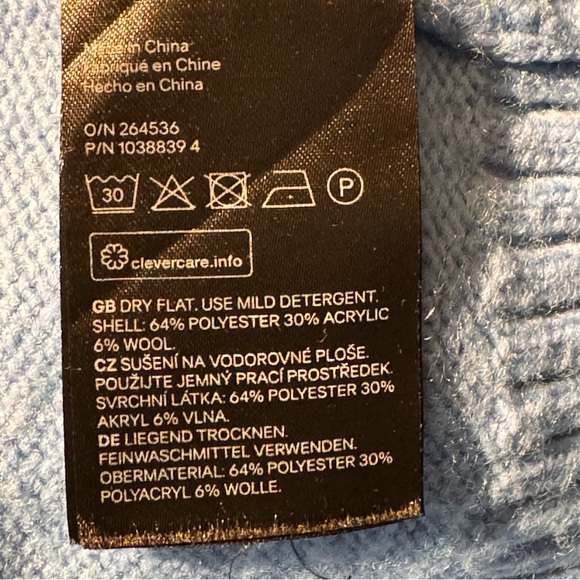 Made in China
Fabriqué en Chine
Hecho en China
O/N 264536
P/N 1038839 4
30
P
clevercare.info
GB DRY FLAT. USE MILD DETERGENT.
SHELL: 64% POLYESTER 30% ACRYLIC
6% WOOL.
CZ SUŠENÍ NA VODOROVNÉ PLOŠE.
POUŽIJTE JEMNÝ PRACÍ PROSTŘEDEK.
SVRCHNÍ LÁTKA: 64% POLYESTER 30%
AKRYL 6% VLNA.
DE LIEGEND TROCKNEN.
FEINWASCHMITTEL VERWENDEN.
OBERMATERIAL: 64% POLYESTER 30%
POLYACRYL 6% WOLLE.